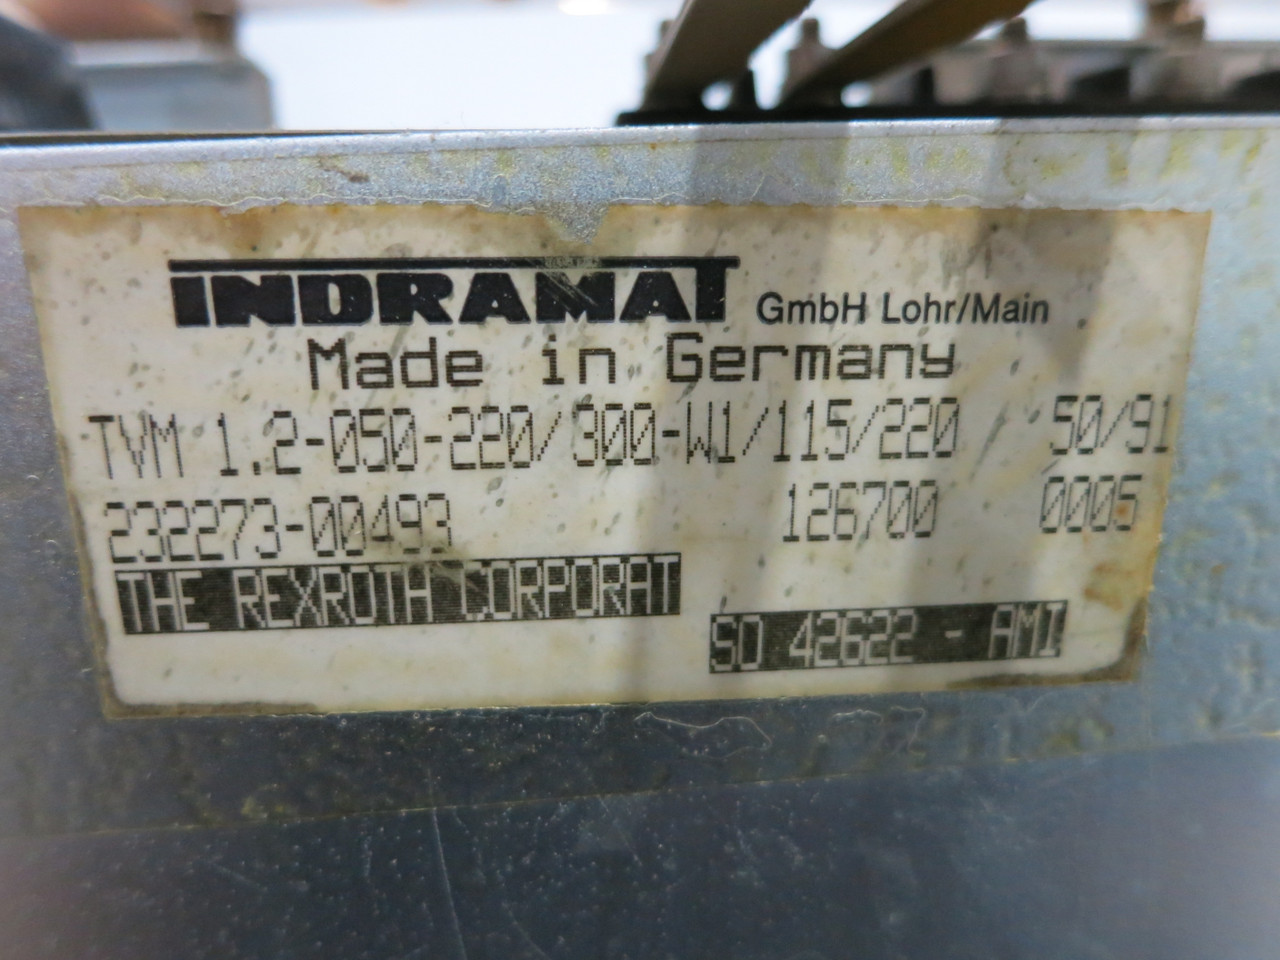 INDRAMAT GmbH Lohr/Main
Made in Germany
TVM 1.2-050-220/300-W1/115/220 / 50/91
232273-00493 126700 0005
THE REXROTH CORPORAT
SO 42622 - AMI